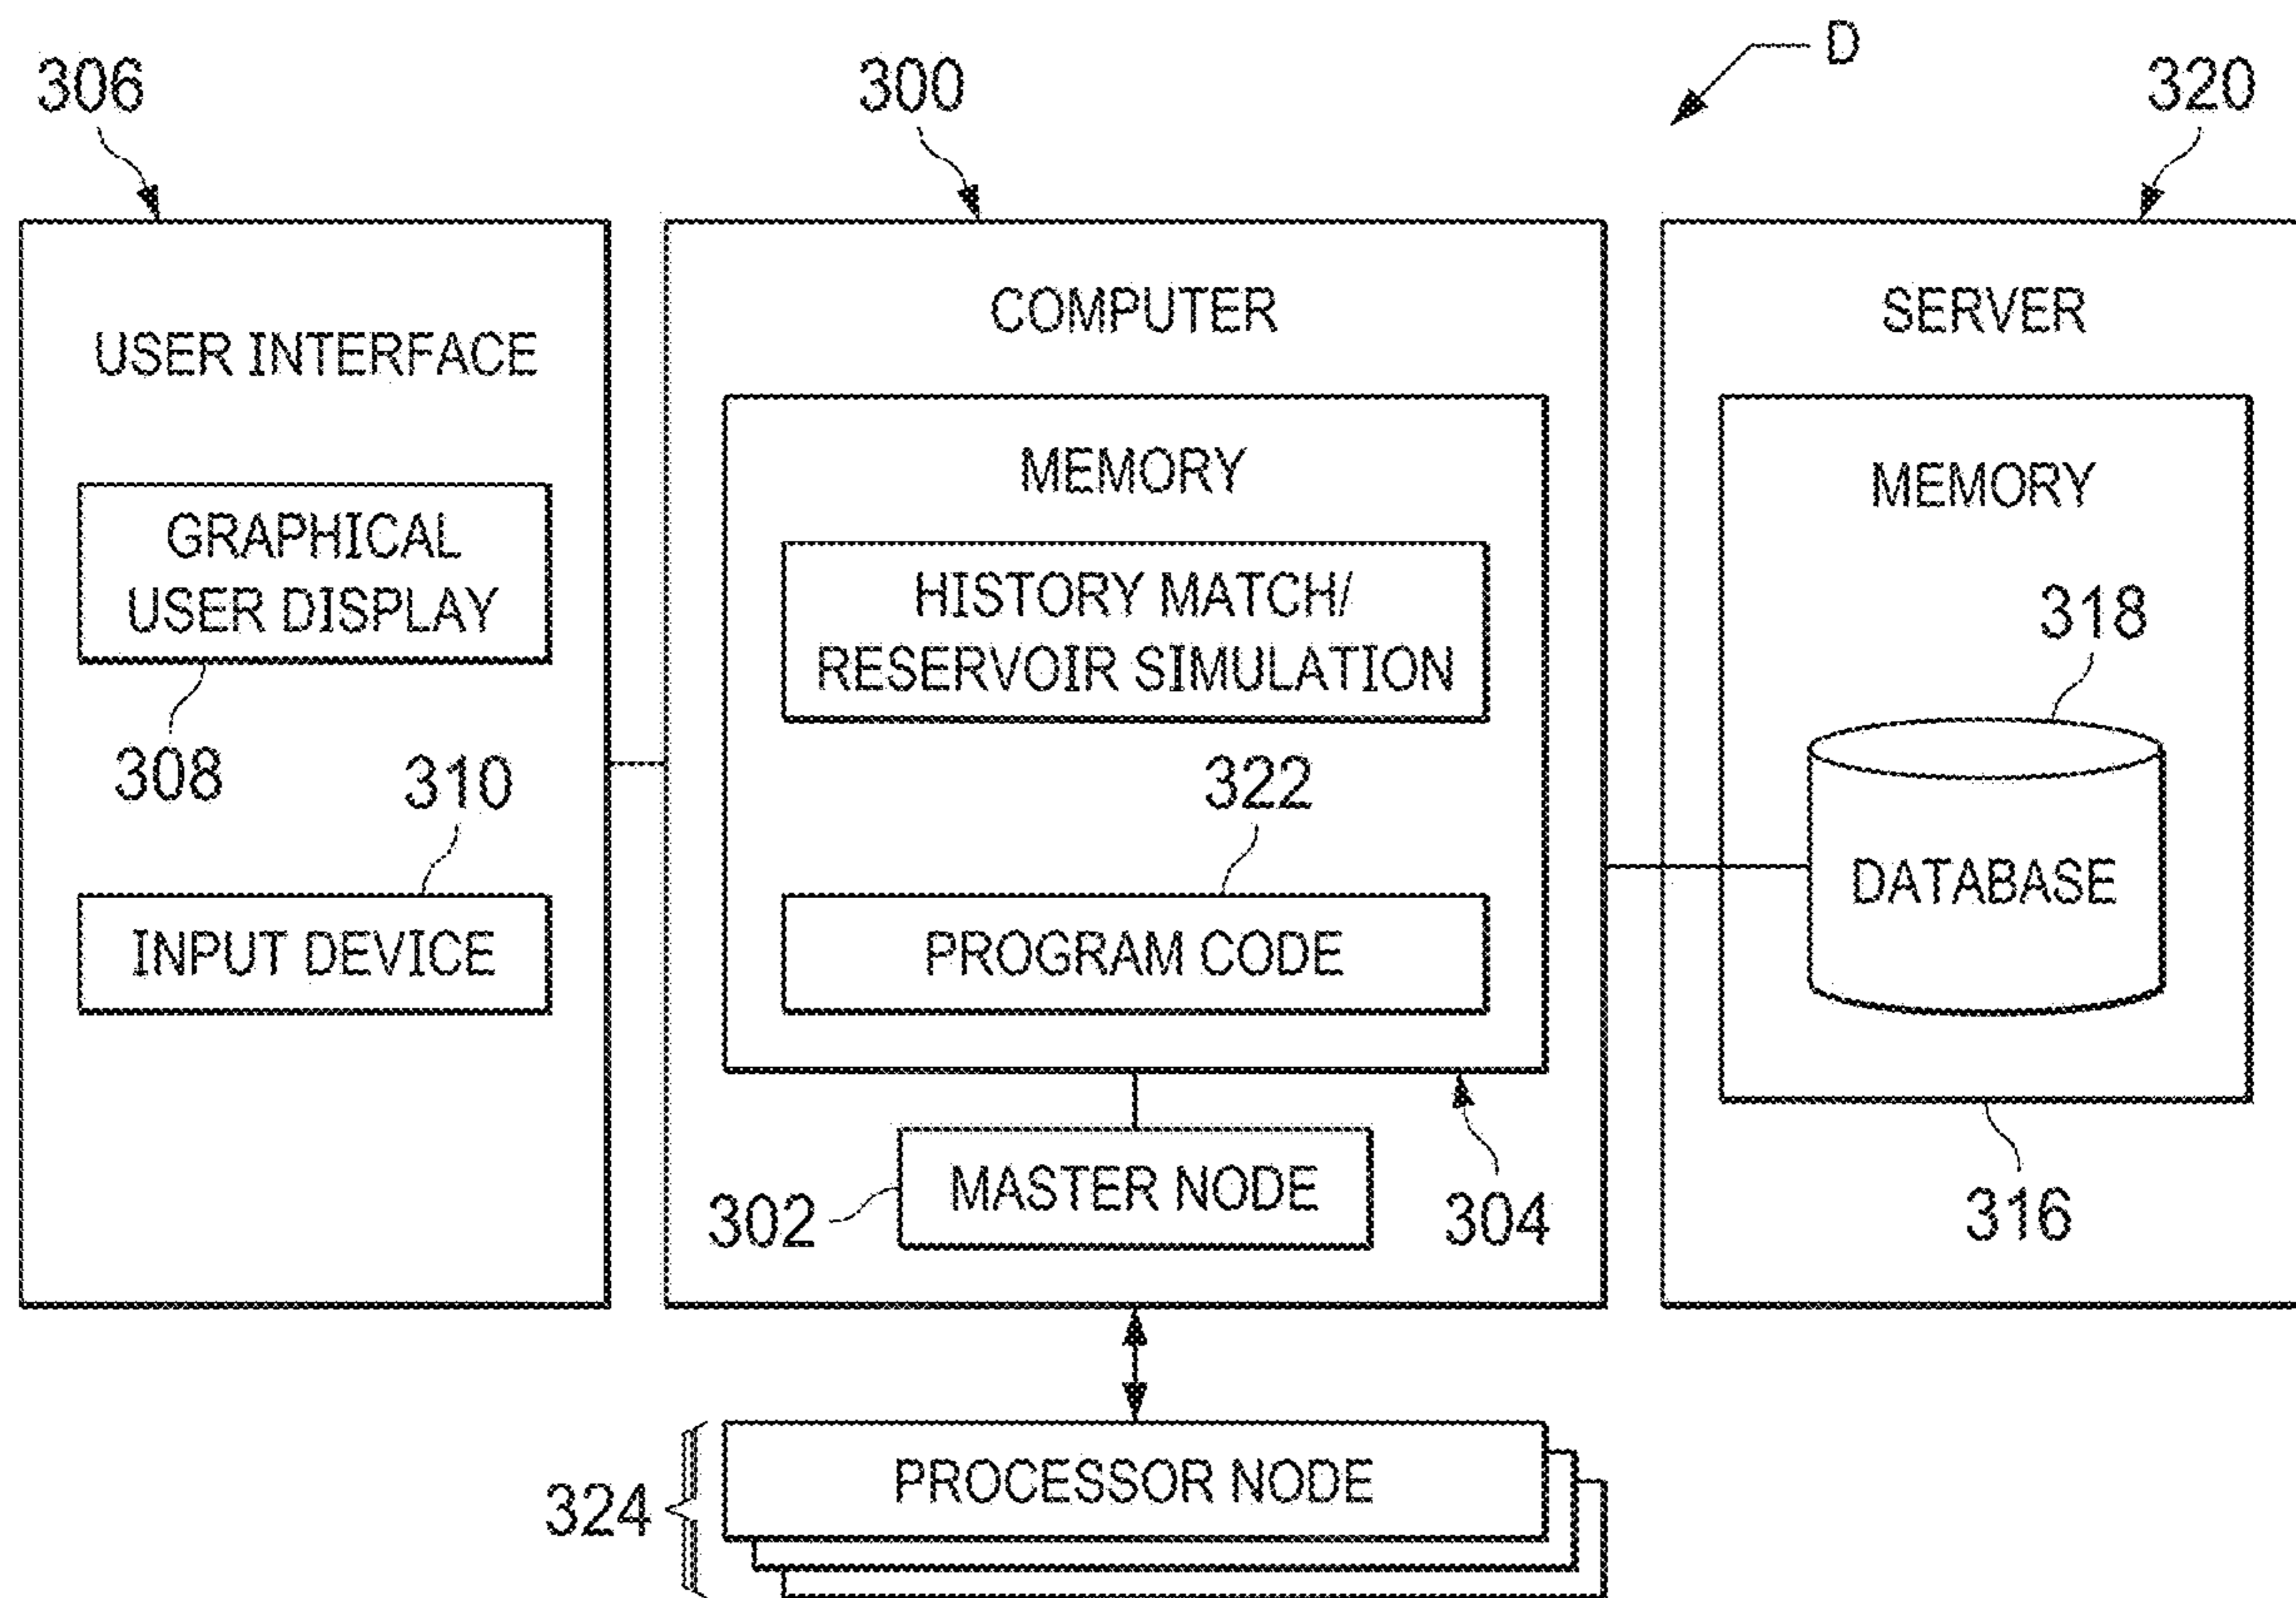 D
306
300
320
USER INTERFACE
GRAPHICAL
USER DISPLAY
308
310
INPUT DEVICE
COMPUTER
MEMORY
HISTORY MATCH/
RESERVOIR SIMULATION
322
PROGRAM CODE
MASTER NODE
302
304
SERVER
MEMORY
318
DATABASE
316
PROCESSOR NODE
324